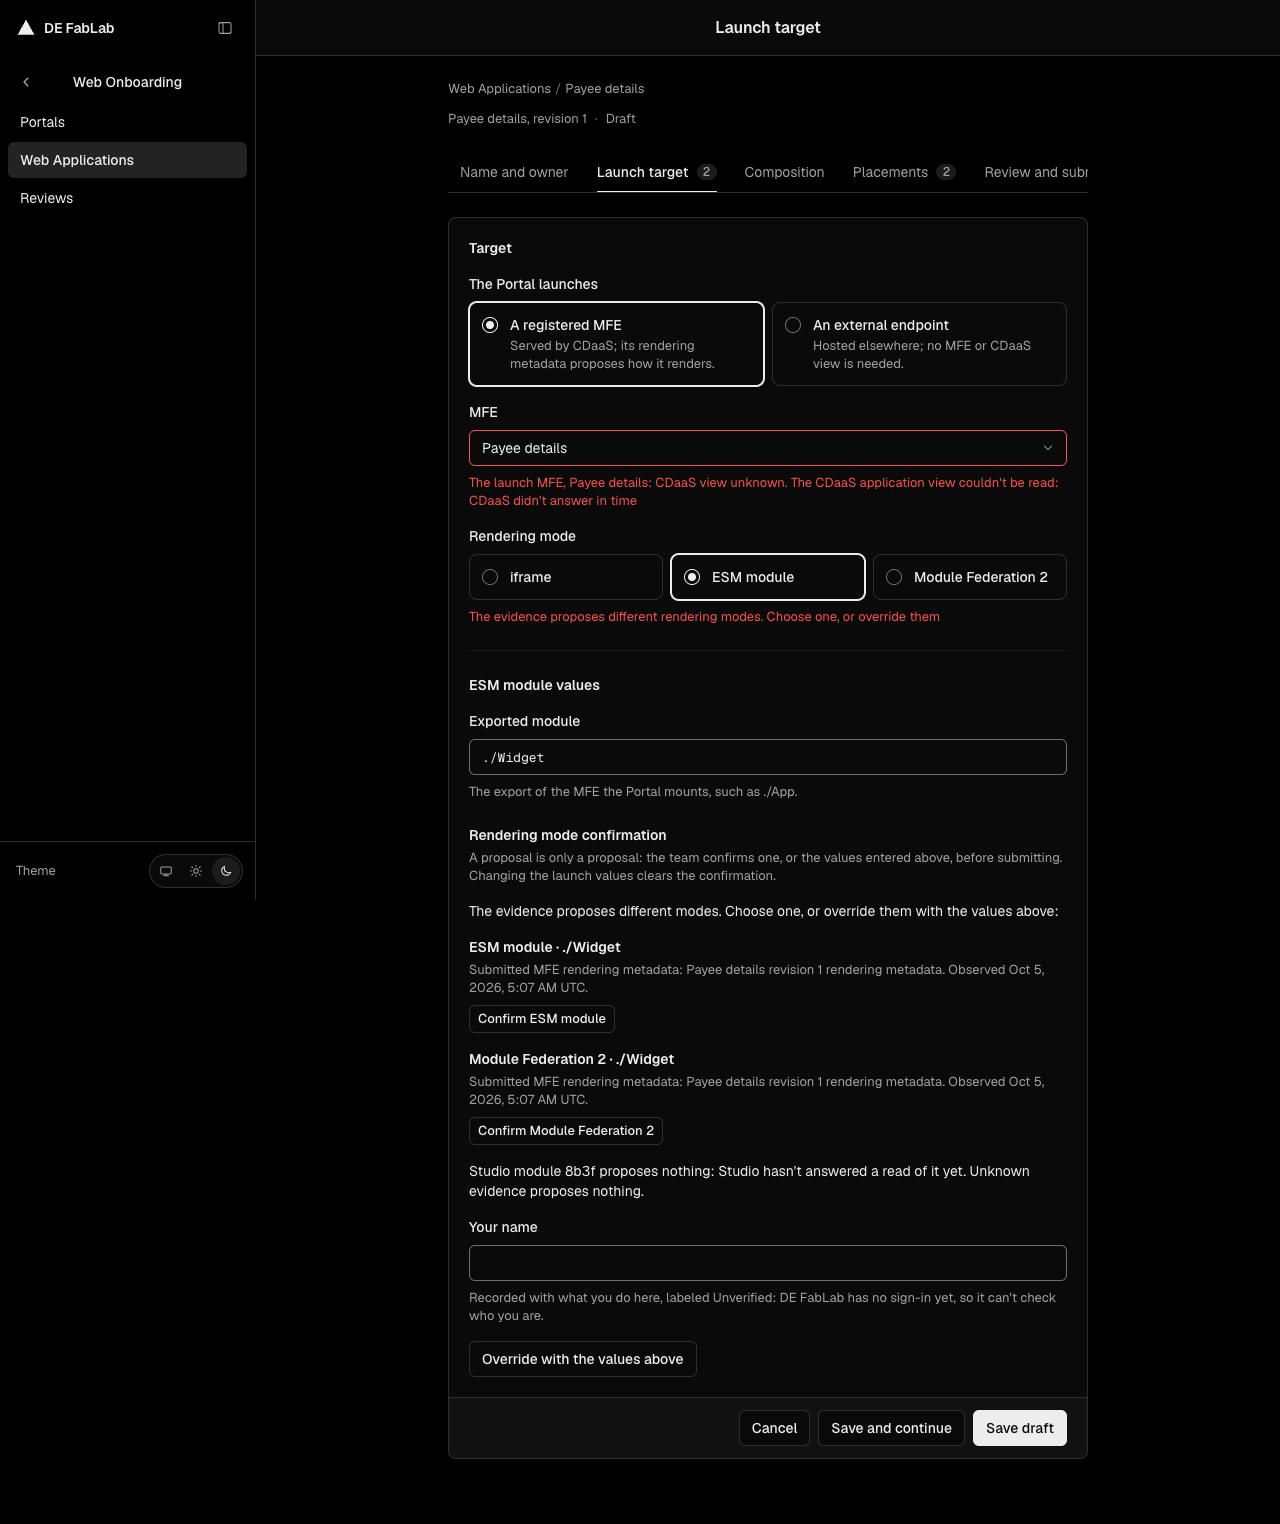 DE FabLab
Launch target
Web Onboarding
Portals
Web Applications
Reviews
Theme
Web Applications / Payee details
Payee details, revision 1 · Draft
Name and owner
Launch target 2
Composition
Placements 2
Review and subr
Target
The Portal launches
A registered MFE
Served by CDaaS; its rendering
metadata proposes how it renders.
An external endpoint
Hosted elsewhere; no MFE or CDaaS
view is needed.
MFE
Payee details
The launch MFE, Payee details: CDaaS view unknown. The CDaaS application view couldn't be read:
CDaaS didn't answer in time
Rendering mode
iframe
ESM module
Module Federation 2
The evidence proposes different rendering modes. Choose one, or override them
ESM module values
Exported module
./Widget
The export of the MFE the Portal mounts, such as ./App.
Rendering mode confirmation
A proposal is only a proposal: the team confirms one, or the values entered above, before submitting.
Changing the launch values clears the confirmation.
The evidence proposes different modes. Choose one, or override them with the values above:
ESM module · ./Widget
Submitted MFE rendering metadata: Payee details revision 1 rendering metadata. Observed Oct 5,
2026, 5:07 AM UTC.
Confirm ESM module
Module Federation 2 · ./Widget
Submitted MFE rendering metadata: Payee details revision 1 rendering metadata. Observed Oct 5,
2026, 5:07 AM UTC.
Confirm Module Federation 2
Studio module 8b3f proposes nothing: Studio hasn't answered a read of it yet. Unknown
evidence proposes nothing.
Your name
Recorded with what you do here, labeled Unverified: DE FabLab has no sign-in yet, so it can't check
who you are.
Override with the values above
Cancel
Save and continue
Save draft